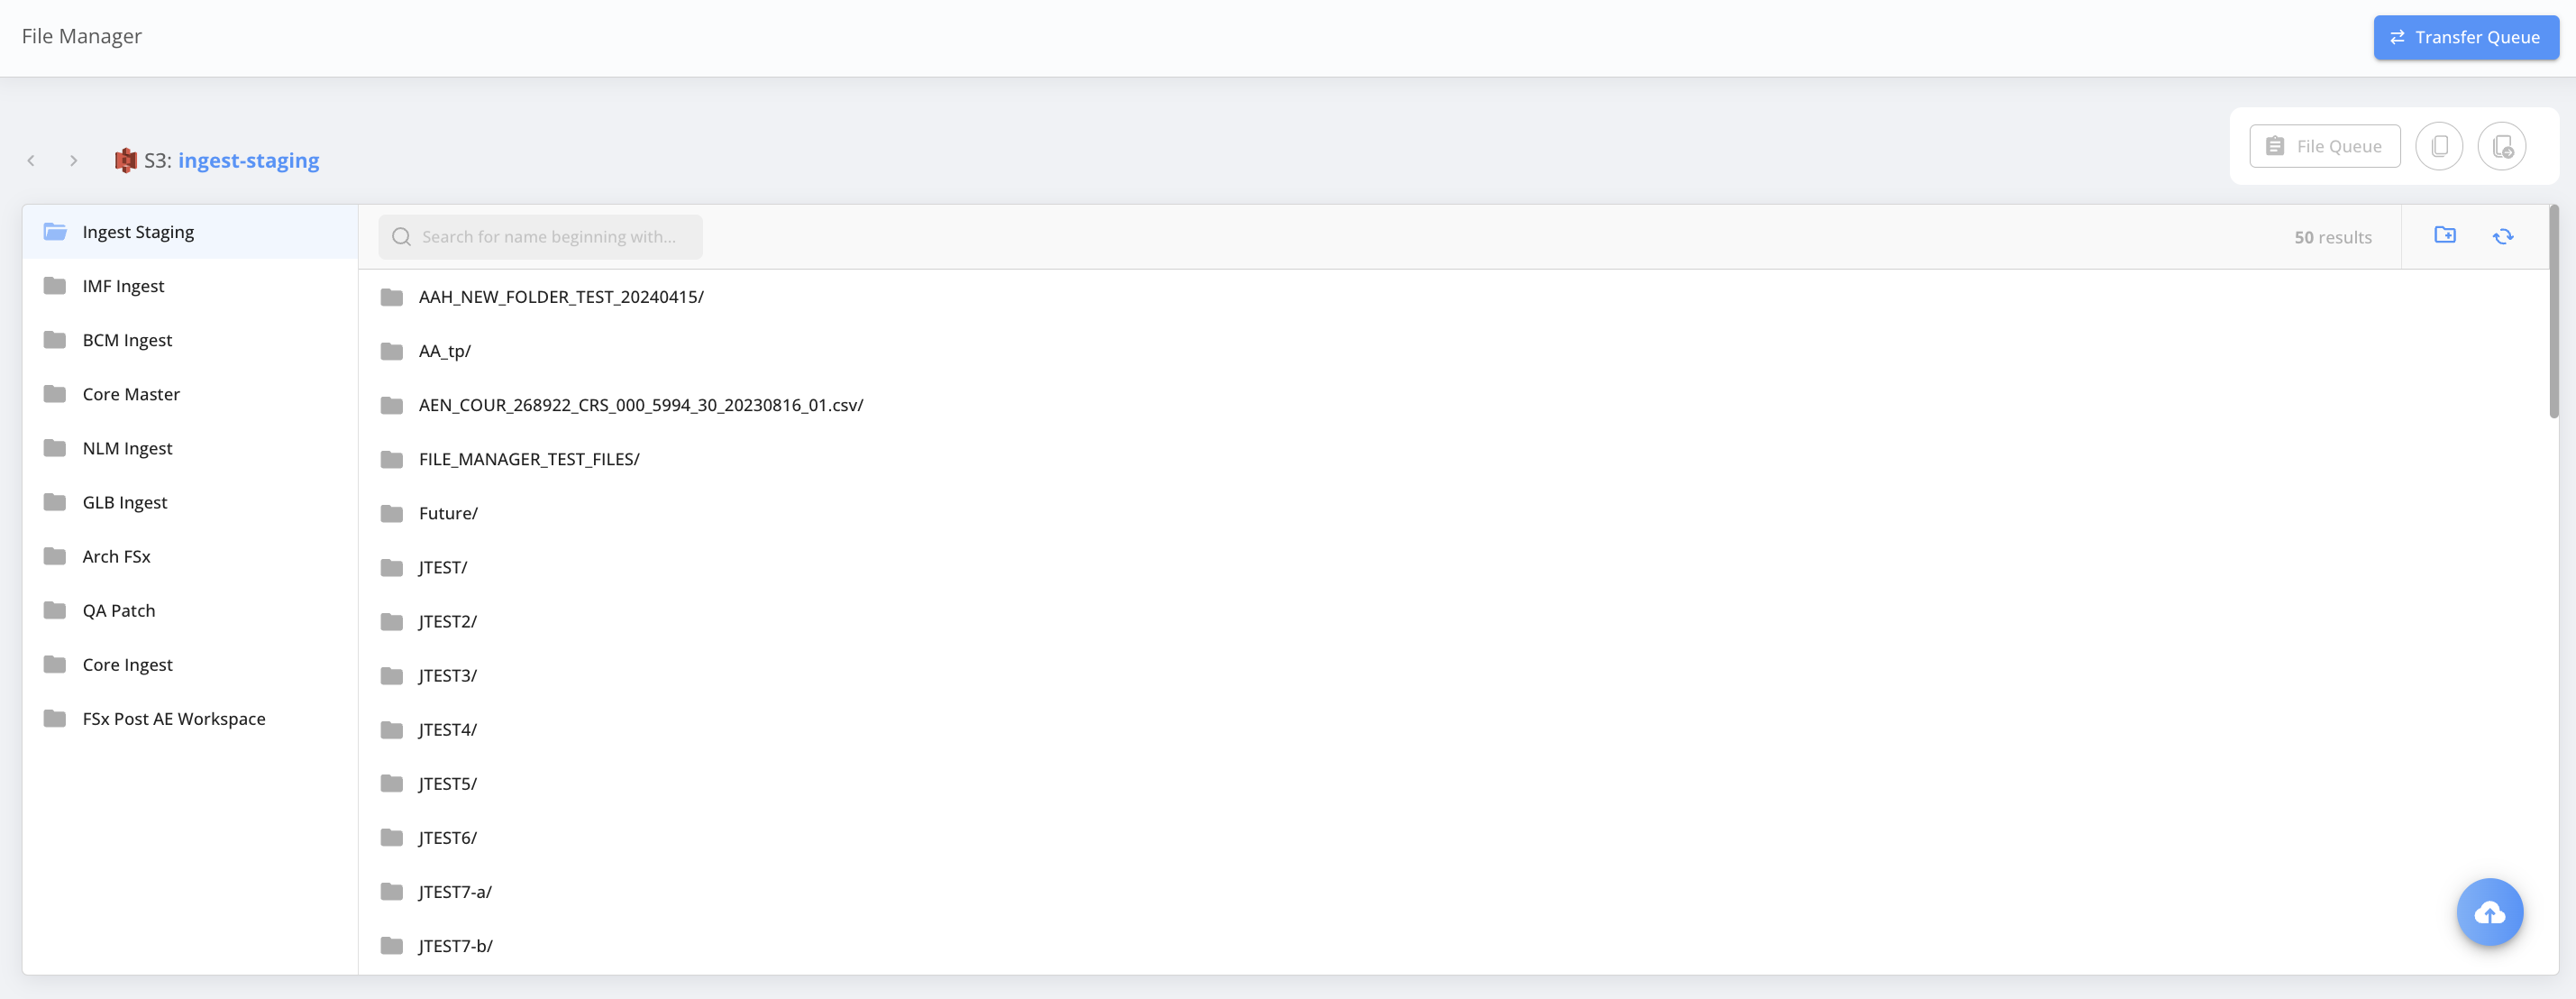 File Manager
Transfer Queue
S3: ingest-staging
File Queue
Ingest Staging
IMF Ingest
BCM Ingest
Core Master
NLM Ingest
GLB Ingest
Arch FSx
QA Patch
Core Ingest
FSx Post AE Workspace
Search for name beginning with...
50 results
AAH_NEW_FOLDER_TEST_20240415/
AA_tp/
AEN_COUR_268922_CRS_000_5994_30_20230816_01.csv/
FILE_MANAGER_TEST_FILES/
Future/
JTEST/
JTEST2/
JTEST3/
JTEST4/
JTEST5/
JTEST6/
JTEST7-a/
JTEST7-b/